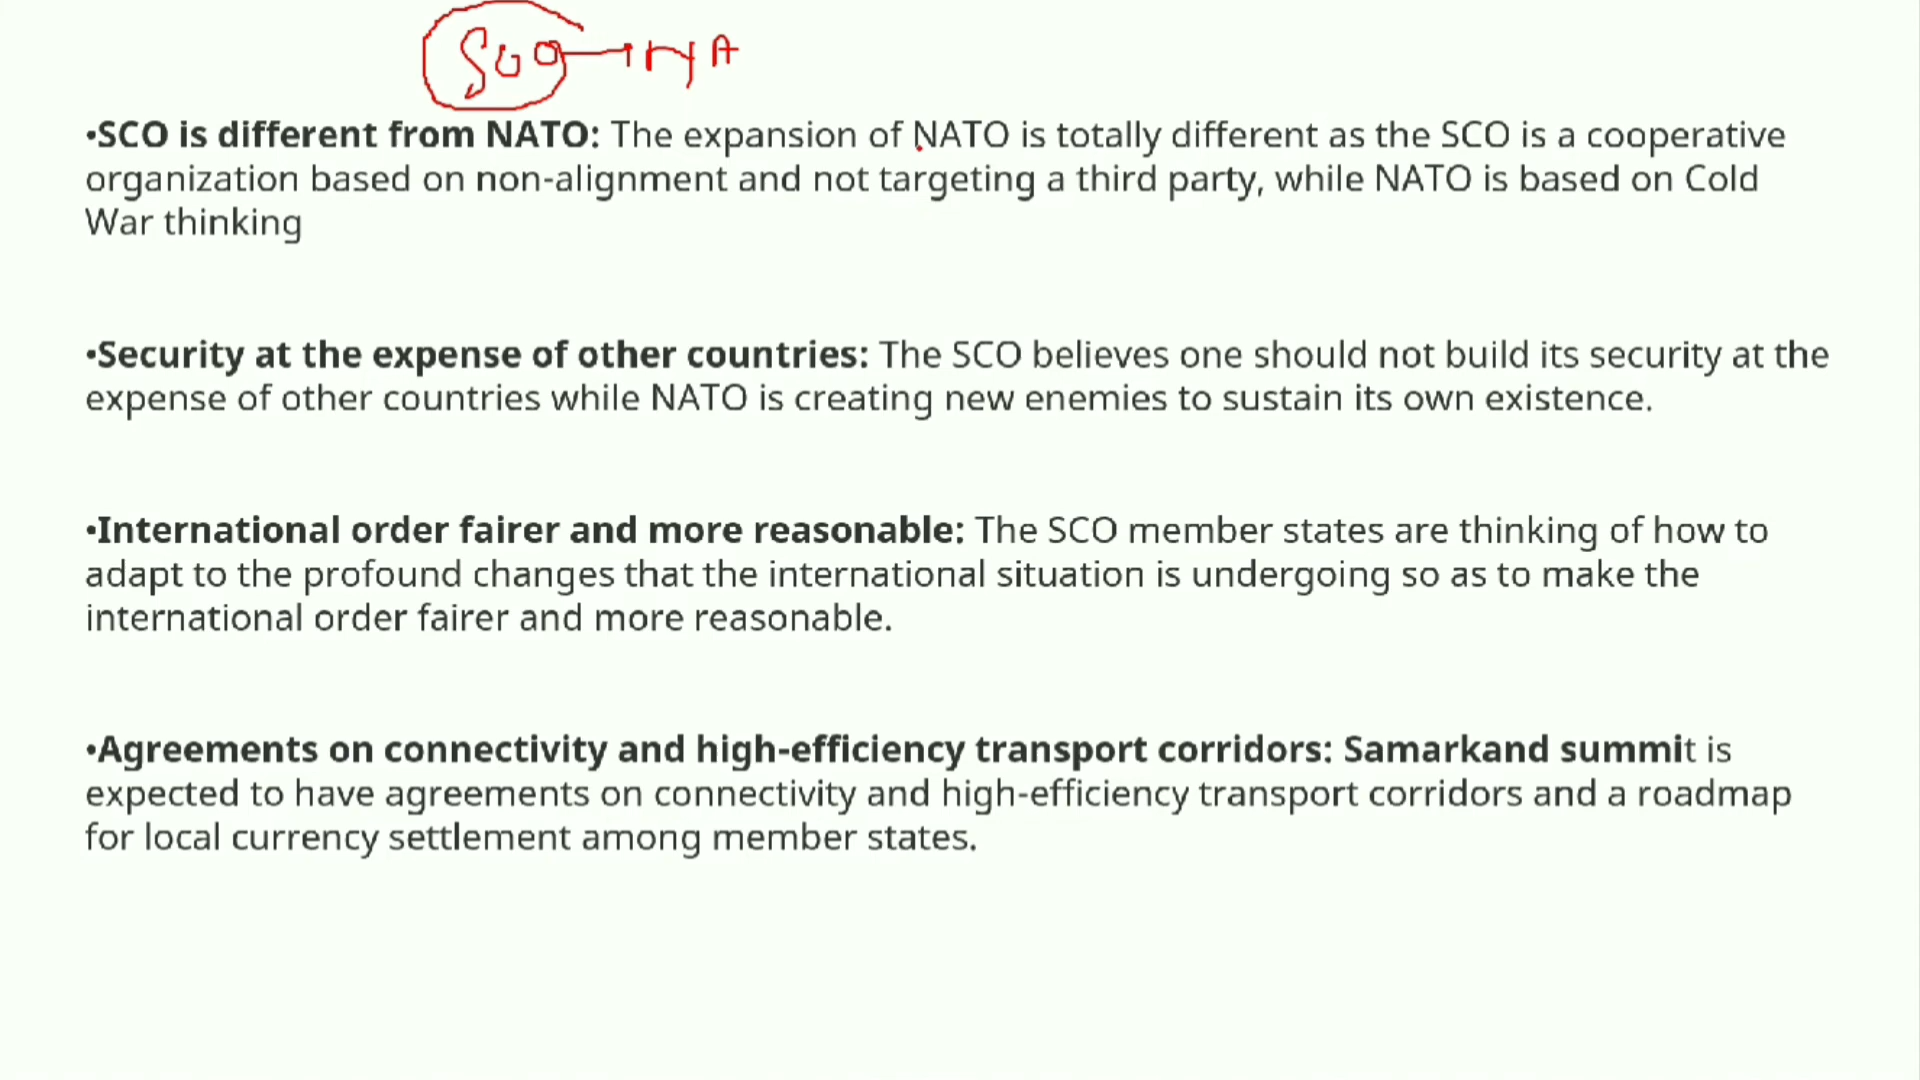 SCO → NA
•SCO is different from NATO: The expansion of NATO is totally different as the SCO is a cooperative
organization based on non-alignment and not targeting a third party, while NATO is based on Cold
War thinking
•Security at the expense of other countries: The SCO believes one should not build its security at the
expense of other countries while NATO is creating new enemies to sustain its own existence.
•International order fairer and more reasonable: The SCO member states are thinking of how to
adapt to the profound changes that the international situation is undergoing so as to make the
international order fairer and more reasonable.
•Agreements on connectivity and high-efficiency transport corridors: Samarkand summit is
expected to have agreements on connectivity and high-efficiency transport corridors and a roadmap
for local currency settlement among member states.